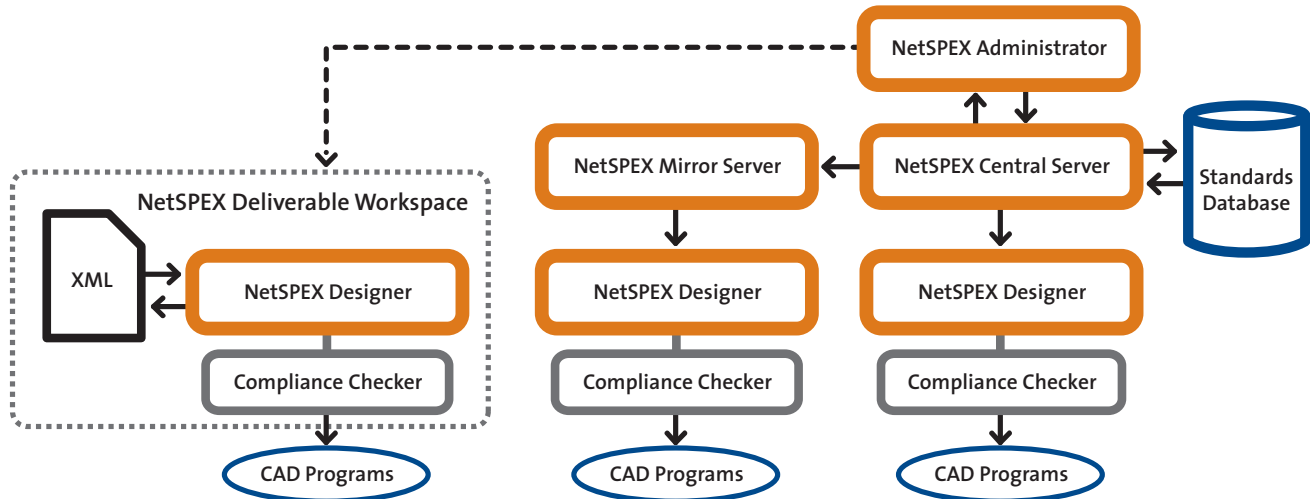 NetSPEX Administrator
NetSPEX Mirror Server
NetSPEX Central Server
Standards
Database
NetSPEX Deliverable Workspace
XML
NetSPEX Designer
NetSPEX Designer
NetSPEX Designer
Compliance Checker
Compliance Checker
Compliance Checker
CAD Programs
CAD Programs
CAD Programs